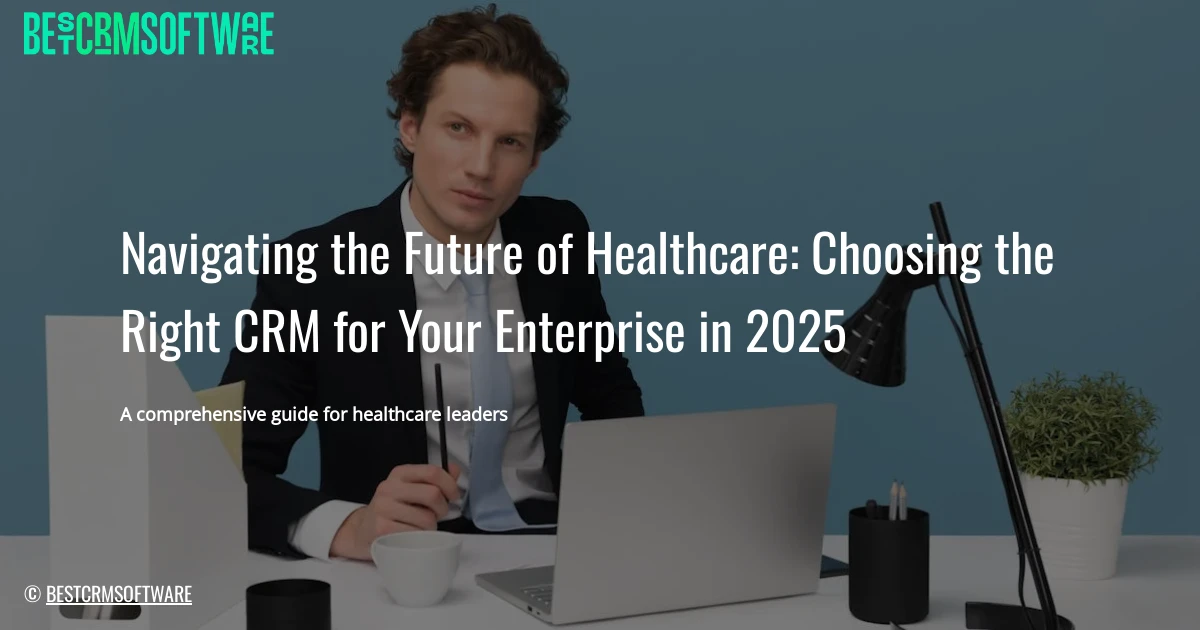 BESTCRMSOFTWARE
Navigating the Future of Healthcare: Choosing the
Right CRM for Your Enterprise in 2025
A comprehensive guide for healthcare leaders
© BESTCRMSOFTWARE